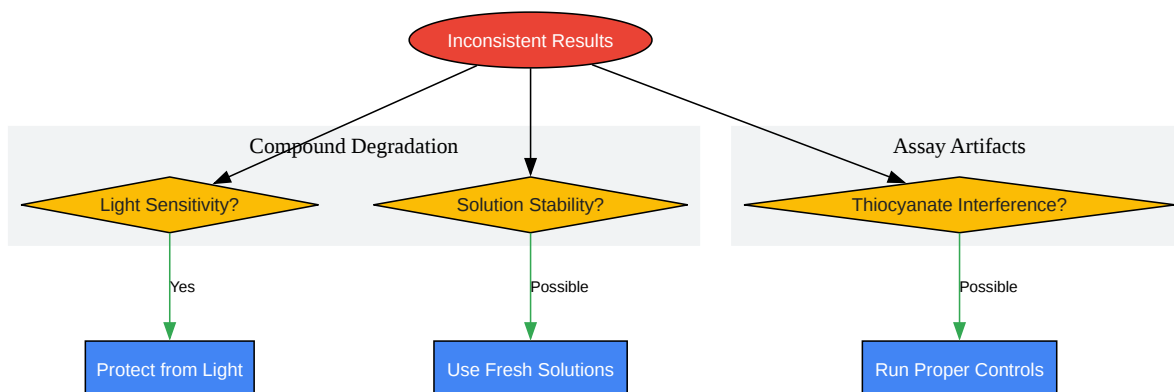 Inconsistent Results
Compound Degradation
Assay Artifacts
Light Sensitivity?
Solution Stability?
Thiocyanate Interference?
Yes
Possible
Possible
Protect from Light
Use Fresh Solutions
Run Proper Controls